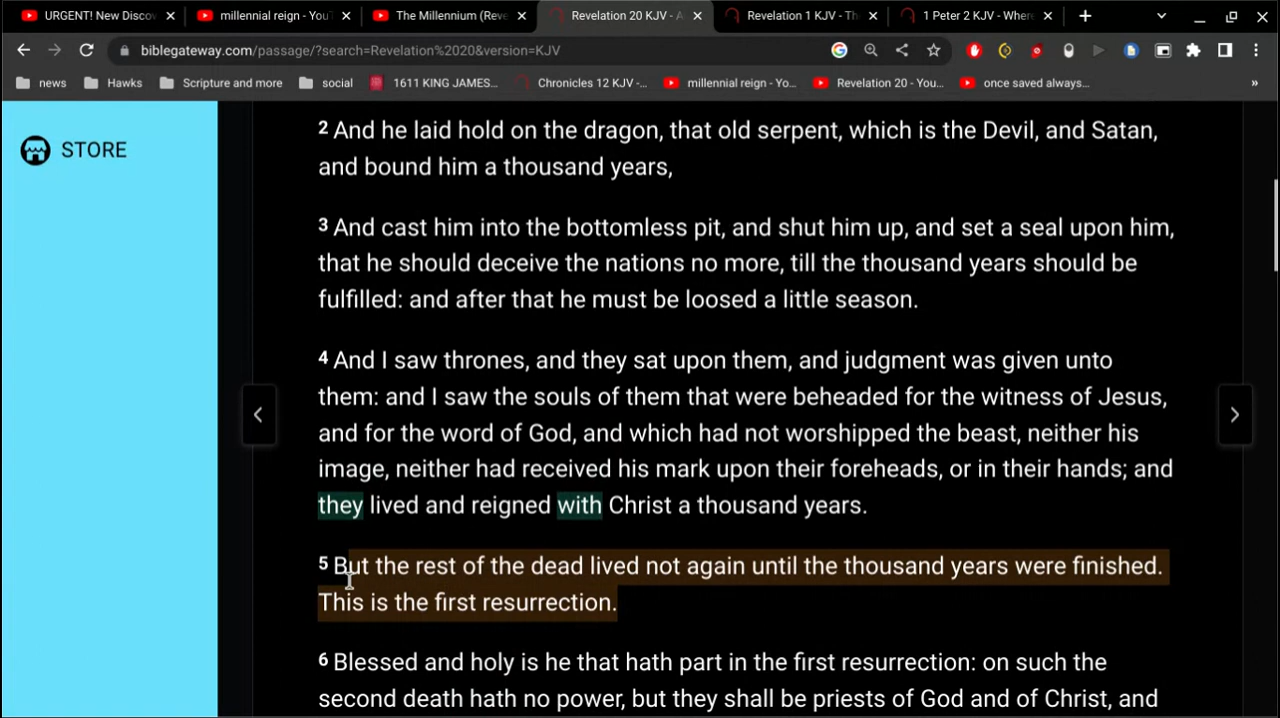 URGENT! New Discov
millennial reign - YouT
The Millennium (Reve
Revelation 20 KJV - A
Revelation 1 KJV - Th
1 Peter 2 KJV - Where
biblegateway.com/passage/?search=Revelation%2020&version=KJV
news
Hawks
Scripture and more
social
1611 KING JAMES...
Chronicles 12 KJV -...
millennial reign - Yo...
Revelation 20 - You...
once saved always...
»
STORE
2 And he laid hold on the dragon, that old serpent, which is the Devil, and Satan,
and bound him a thousand years,
3 And cast him into the bottomless pit, and shut him up, and set a seal upon him,
that he should deceive the nations no more, till the thousand years should be
fulfilled: and after that he must be loosed a little season.
4 And I saw thrones, and they sat upon them, and judgment was given unto
them: and I saw the souls of them that were beheaded for the witness of Jesus,
and for the word of God, and which had not worshipped the beast, neither his
image, neither had received his mark upon their foreheads, or in their hands; and
they lived and reigned with Christ a thousand years.
5 But the rest of the dead lived not again until the thousand years were finished.
This is the first resurrection.
6 Blessed and holy is he that hath part in the first resurrection: on such the
second death hath no power, but they shall be priests of God and of Christ, and